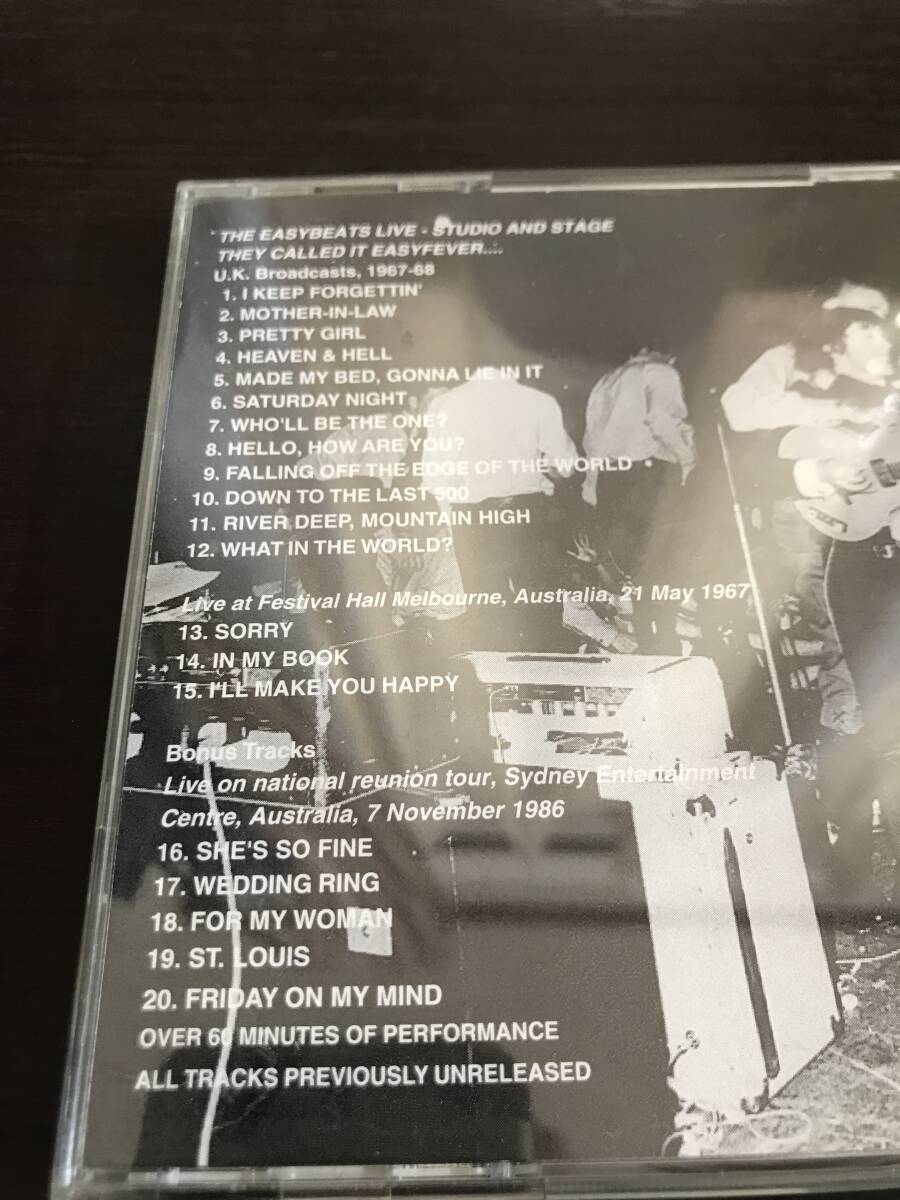 THE EASYBEATS LIVE - STUDIO AND STAGE
THEY CALLED IT EASYFEVER....
U.K. Broadcasts, 1967-68
1. I KEEP FORGETTIN'
2. MOTHER-IN-LAW
3. PRETTY GIRL
4. HEAVEN & HELL
5. MADE MY BED, GONNA LIE IN IT
6. SATURDAY NIGHT
7. WHO'LL BE THE ONE?
8. HELLO, HOW ARE YOU?
9. FALLING OFF THE EDGE OF THE WORLD
10. DOWN TO THE LAST 500
11. RIVER DEEP, MOUNTAIN HIGH
12. WHAT IN THE WORLD?
Live at Festival Hall Melbourne, Australia, 21 May 1967
13. SORRY
14. IN MY BOOK
15. I'LL MAKE YOU HAPPY
Bonus Tracks
Live on national reunion tour, Sydney Entertainment
Centre, Australia, 7 November 1986
16. SHE'S SO FINE
17. WEDDING RING
18. FOR MY WOMAN
19. ST. LOUIS
20. FRIDAY ON MY MIND
OVER 60 MINUTES OF PERFORMANCE
ALL TRACKS PREVIOUSLY UNRELEASED